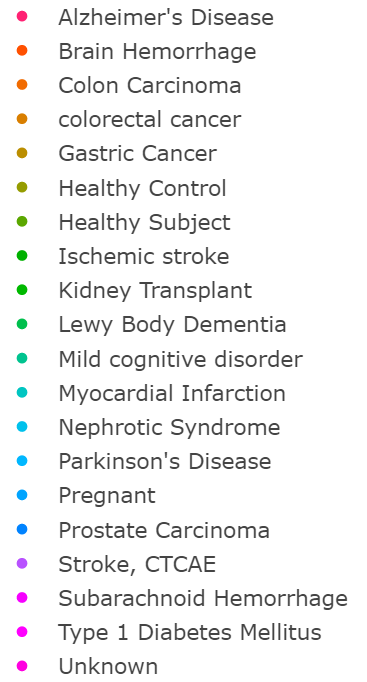 Alzheimer's Disease
Brain Hemorrhage
Colon Carcinoma
colorectal cancer
Gastric Cancer
Healthy Control
Healthy Subject
Ischemic stroke
Kidney Transplant
Lewy Body Dementia
Mild cognitive disorder
Myocardial Infarction
Nephrotic Syndrome
Parkinson's Disease
Pregnant
Prostate Carcinoma
Stroke, CTCAE
Subarachnoid Hemorrhage
Type 1 Diabetes Mellitus
Unknown